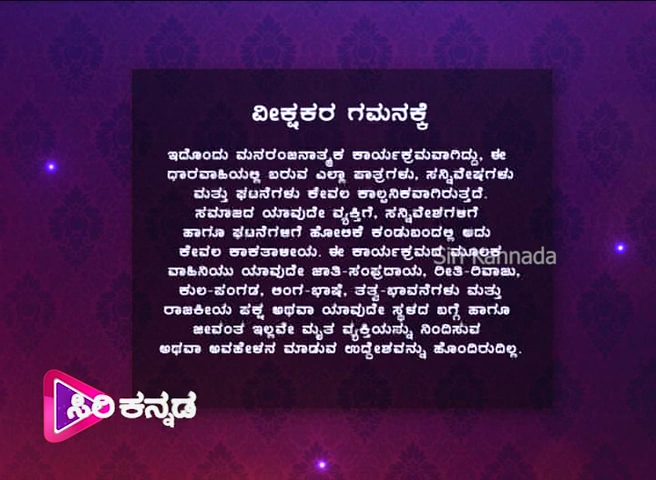 ವೀಕ್ಷಕರ ಗಮನಕ್ಕೆ
ಇದೊಂದು ಮನರಂಜನಾತ್ಮಕ ಕಾರ್ಯಕ್ರಮವಾಗಿದ್ದು, ಈ
ಧಾರವಾಹಿಯಲ್ಲಿ ಬರುವ ಎಲ್ಲಾ ಪಾತ್ರಗಳು, ಸನ್ನಿವೇಷಗಳು
ಮತ್ತು ಘಟನೆಗಳು ಕೇವಲ ಕಾಲ್ಪನಿಕವಾಗಿರುತ್ತದೆ.
ಸಮಾಜದ ಯಾವುದೇ ವ್ಯಕ್ತಿಗೆ, ಸನ್ನಿವೇಶಗಳಿಗೆ
ಹಾಗೂ ಘಟನೆಗಳಿಗೆ ಹೋಲಿಕೆ ಕಂಡುಬಂದಲ್ಲಿ ಅದು
ಕೇವಲ ಕಾಕತಾಳೀಯ. ಈ ಕಾರ್ಯಕ್ರಮದ ಮೂಲಕ
Siri Kannada
ವಾಹಿನಿಯು ಯಾವುದೇ ಜಾತಿ-ಸಂಪ್ರದಾಯ, ರೀತಿ-ರಿವಾಜು,
ಕುಲ-ಪಂಗಡ, ಲಿಂಗ-ಭಾಷೆ, ತತ್ವ-ಭಾವನೆಗಳು ಮತ್ತು
ರಾಜಕೀಯ ಪಕ್ಷ ಅಥವಾ ಯಾವುದೇ ಸ್ಥಳದ ಬಗ್ಗೆ ಹಾಗೂ
ಜೀವಂತ ಇಲ್ಲವೇ ಮೃತ ವ್ಯಕ್ತಿಯನ್ನು ನಿಂದಿಸುವ
ಅಥವಾ ಅವಹೇಳನ ಮಾಡುವ ಉದ್ದೇಶವನ್ನು ಹೊಂದಿರುದಿಲ್ಲ.
ಸಿರಿ ಕನ್ನಡ